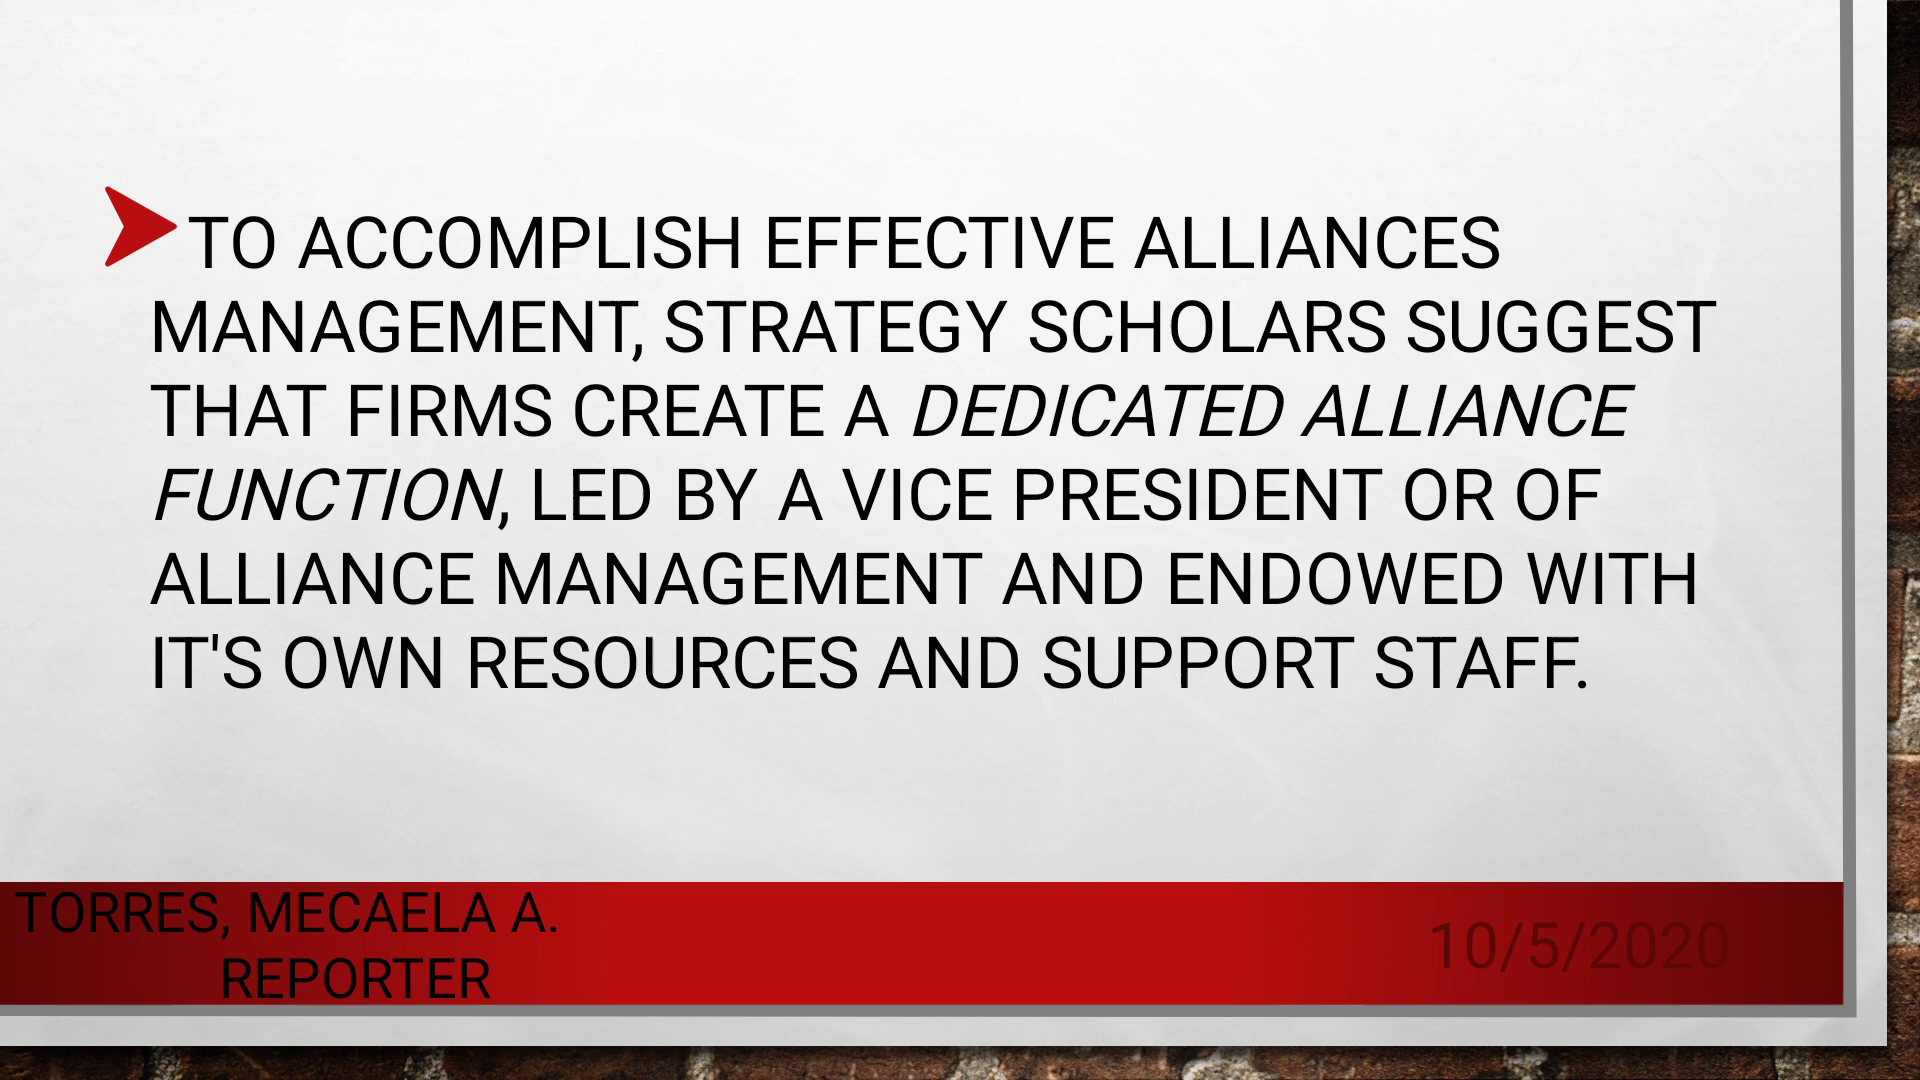 TO ACCOMPLISH EFFECTIVE ALLIANCES
MANAGEMENT, STRATEGY SCHOLARS SUGGEST
THAT FIRMS CREATE A DEDICATED ALLIANCE
FUNCTION, LED BY A VICE PRESIDENT OR OF
ALLIANCE MANAGEMENT AND ENDOWED WITH
IT'S OWN RESOURCES AND SUPPORT STAFF.
TORRES, MECAELA A.
REPORTER
10/5/2020